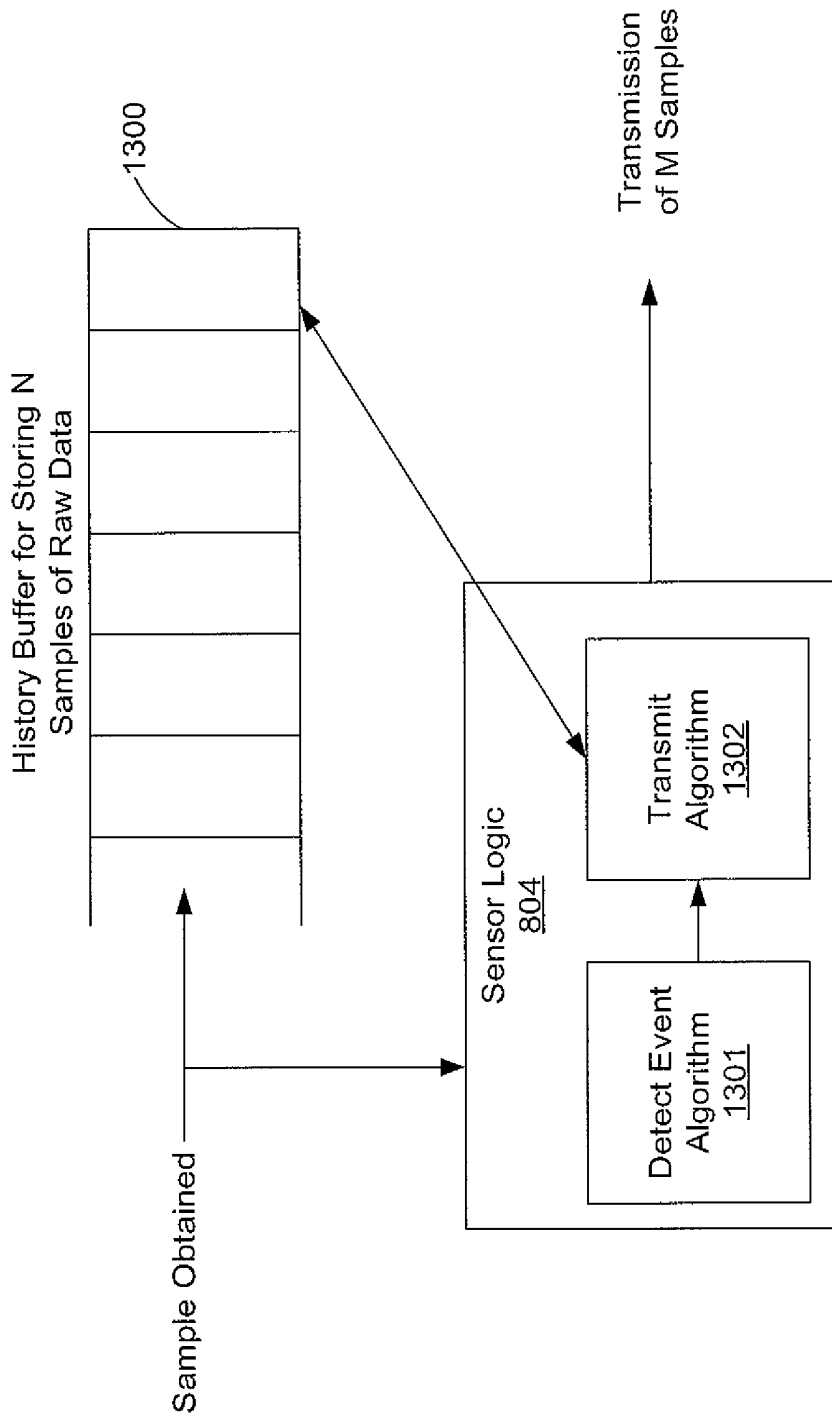 History Buffer for Storing N
Samples of Raw Data
1300
Sample Obtained
Sensor Logic
804
Detect Event
Algorithm
1301
Transmit
Algorithm
1302
Transmission
of M Samples